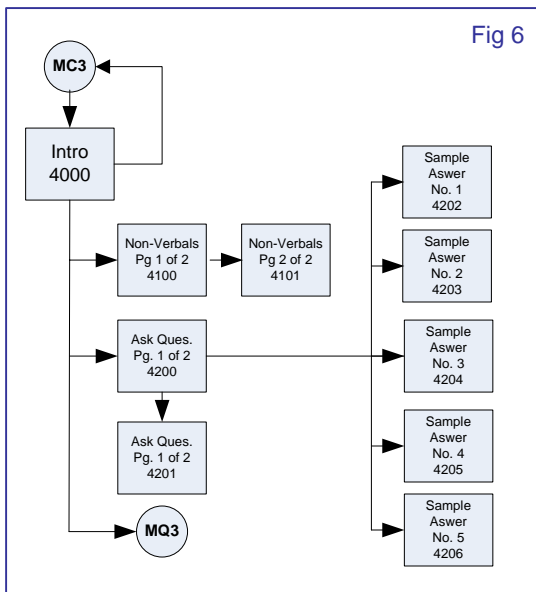 Fig 6
MC3
Intro
4000
Non-Verbals
Pg 1 of 2
4100
Non-Verbals
Pg 2 of 2
4101
Ask Ques.
Pg. 1 of 2
4200
Ask Ques.
Pg. 1 of 2
4201
MQ3
Sample
Aswer
No. 1
4202
Sample
Aswer
No. 2
4203
Sample
Aswer
No. 3
4204
Sample
Aswer
No. 4
4205
Sample
Aswer
No. 5
4206